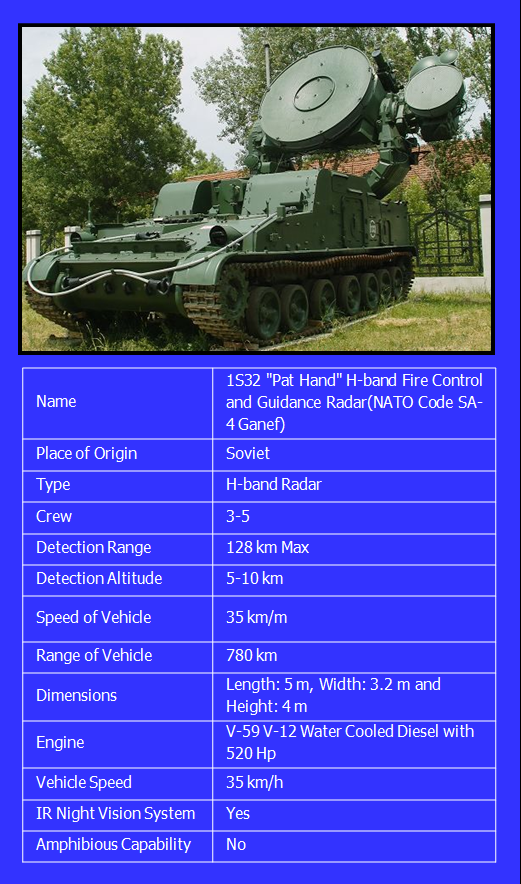 Name
1S32 "Pat Hand" H-band Fire Control
and Guidance Radar(NATO Code SA-
4 Ganef)
Place of Origin
Soviet
Type
H-band Radar
Crew
3-5
Detection Range
128 km Max
Detection Altitude
5-10 km
Speed of Vehicle
35 km/m
Range of Vehicle
780 km
Dimensions
Length: 5 m, Width: 3.2 m and
Height: 4 m
Engine
V-59 V-12 Water Cooled Diesel with
520 Hp
Vehicle Speed
35 km/h
IR Night Vision System
Yes
Amphibious Capability
No